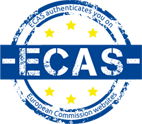 ECAS authenticates you on
ECAS
European Commission websites